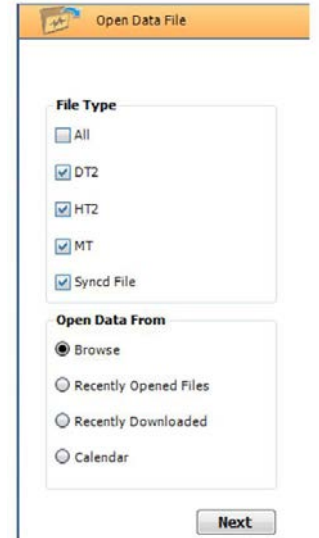 Open Data File
File Type
All
DT2
HT2
MT
Syncd File
Open Data From
Browse
Recently Opened Files
Recently Downloaded
Calendar
Next